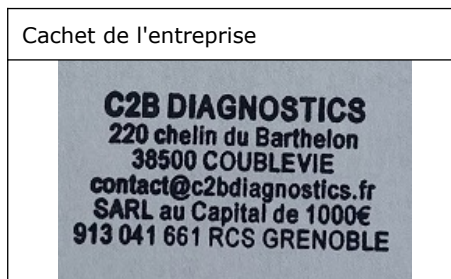 Cachet de l'entreprise
C2B DIAGNOSTICS
220 chelin du Barthelon
38500 COUBLEVIE
contact@c2bdiagnostics.fr
SARL au Capital de 1000€
913 041 661 RCS GRENOBLE